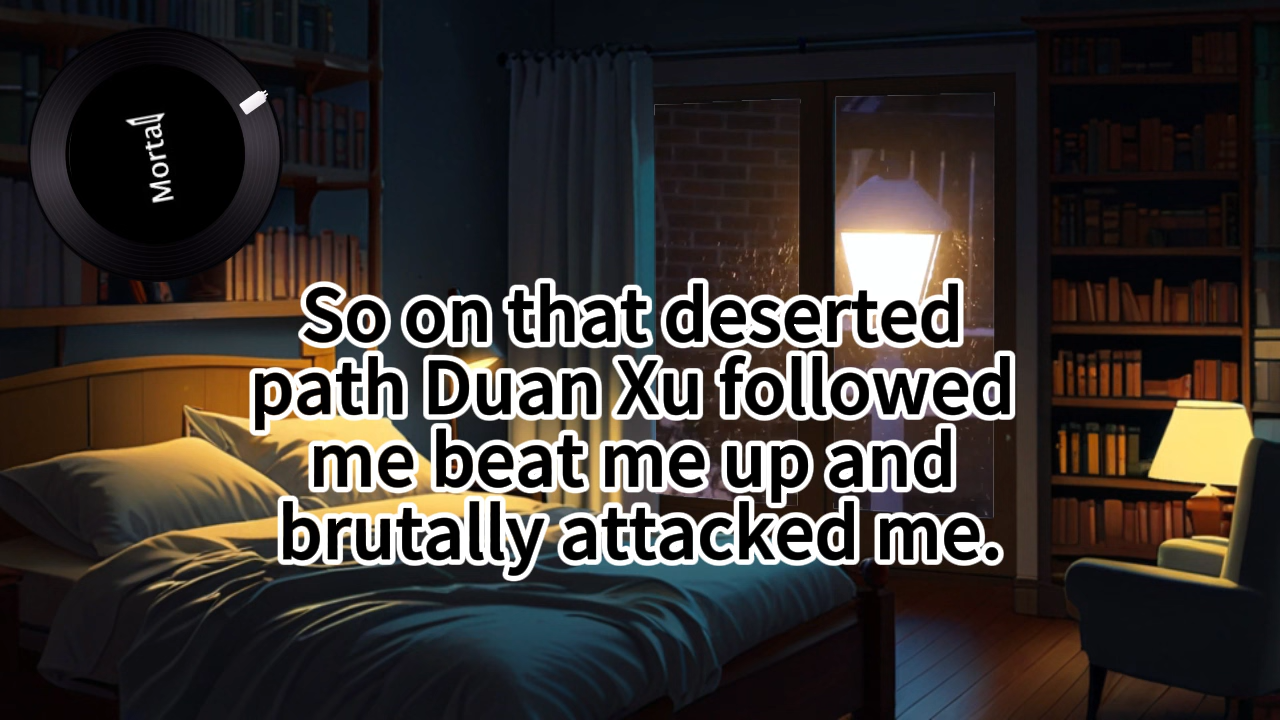 Mortal
So on that deserted
path Duan Xu followed
me beat me up and
brutally attacked me.